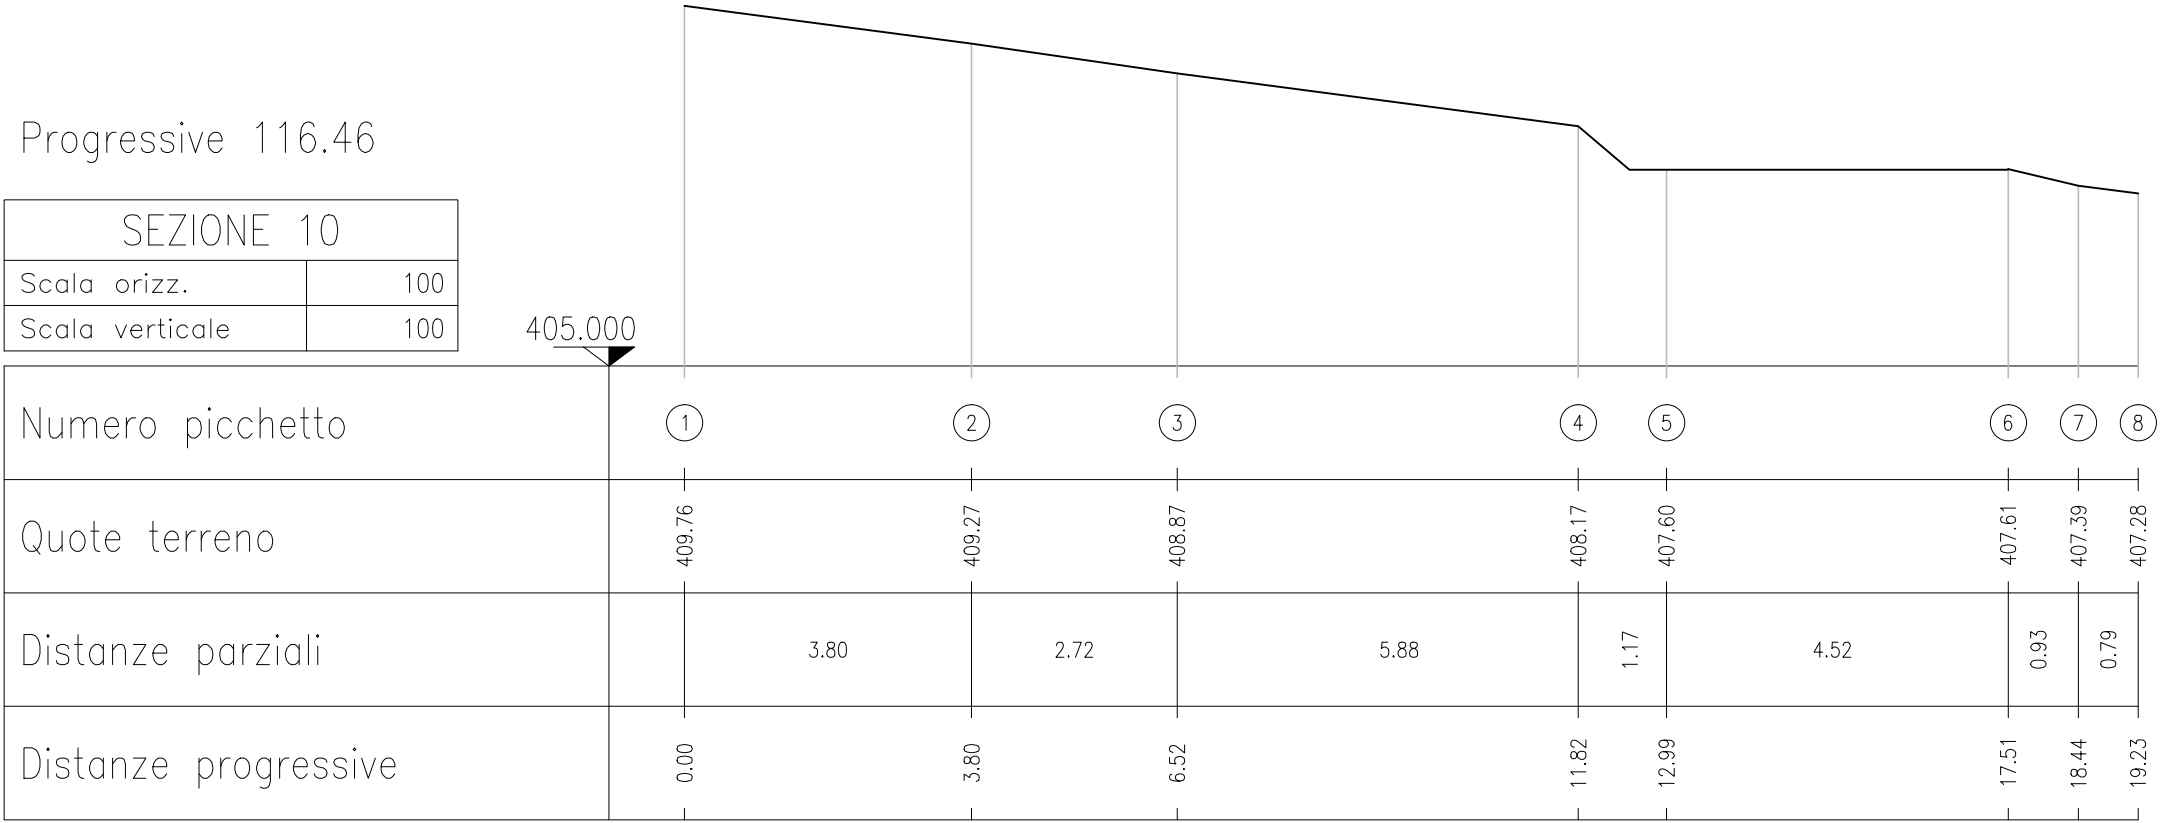 Progressive 116.46
SEZIONE 10
Scala orizz. 100
Scala verticale 100
405.000
Numero picchetto 1 2 3 4 5 6 7 8
Quote terreno 409.76 409.27 408.87 408.17 407.60 407.61 407.39 407.28
Distanze parziali 3.80 2.72 5.88 1.17 4.52 0.93 0.79
Distanze progressive 0.00 3.80 6.52 11.82 12.99 17.51 18.44 19.23